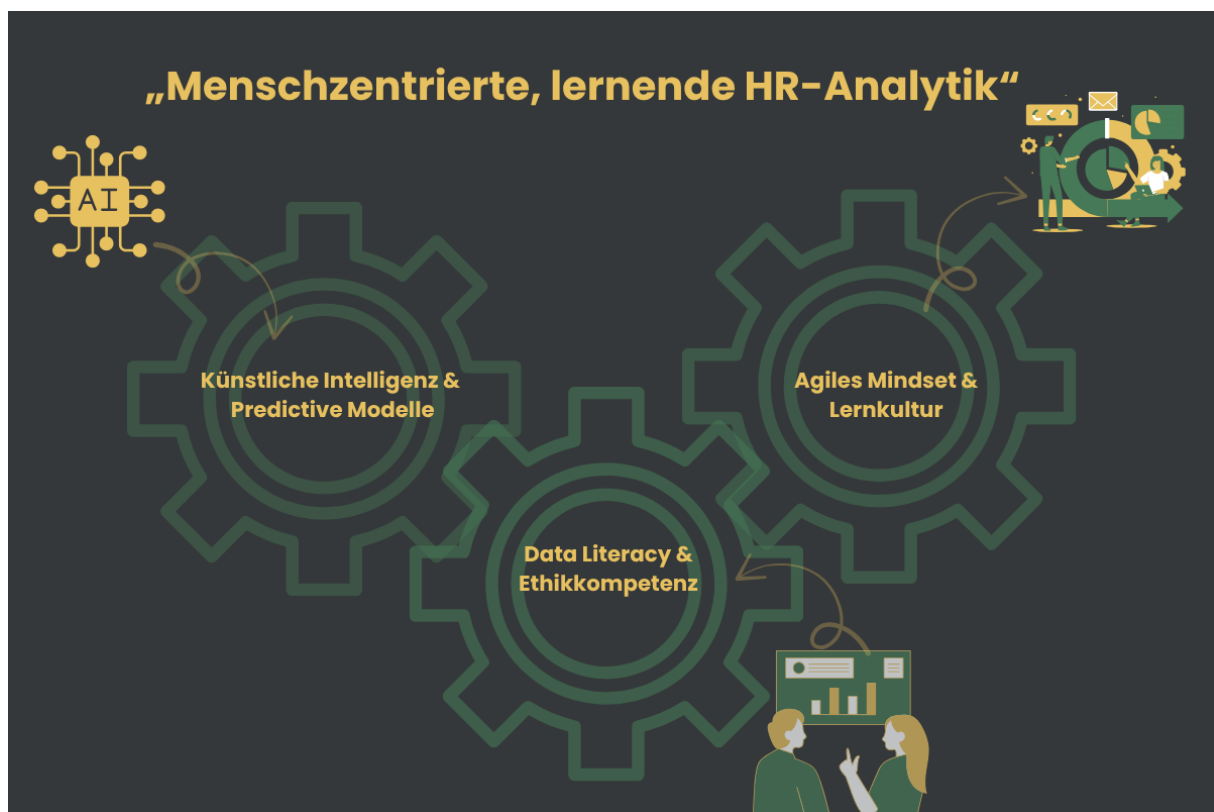 „Menschzentrierte, lernende HR-Analytik“
AI
Künstliche Intelligenz &
Predictive Modelle
Agiles Mindset &
Lernkultur
Data Literacy &
Ethikkompetenz